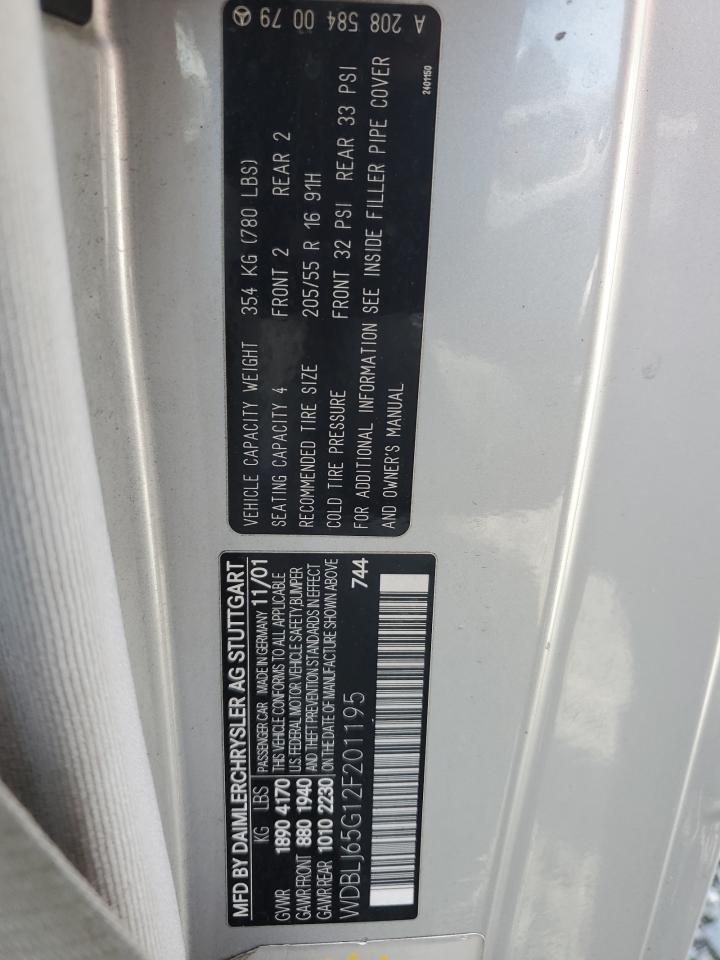 MFD BY DAIMLERCHRYSLER AG STUTTGART
KG LBS PASSENGER CAR MADE IN GERMANY 11/01
GVWR 1890 4170 THIS VEHICLE CONFORMS TO ALL APPLICABLE
GAWR FRONT 880 1940 U.S. FEDERAL MOTOR VEHICLE SAFETY, BUMPER
GAWR REAR 1010 2230 AND THEFT PREVENTION STANDARDS IN EFFECT
ON THE DATE OF MANUFACTURE SHOWN ABOVE
WDBLJ65G12F201195 744
VEHICLE CAPACITY WEIGHT 354 KG (780 LBS)
SEATING CAPACITY 4 FRONT 2 REAR 2
RECOMMENDED TIRE SIZE 205/55 R 16 91H
COLD TIRE PRESSURE FRONT 32 PSI REAR 33 PSI
FOR ADDITIONAL INFORMATION SEE INSIDE FILLER PIPE COVER
AND OWNER'S MANUAL
A 208 584 00 79
2401150